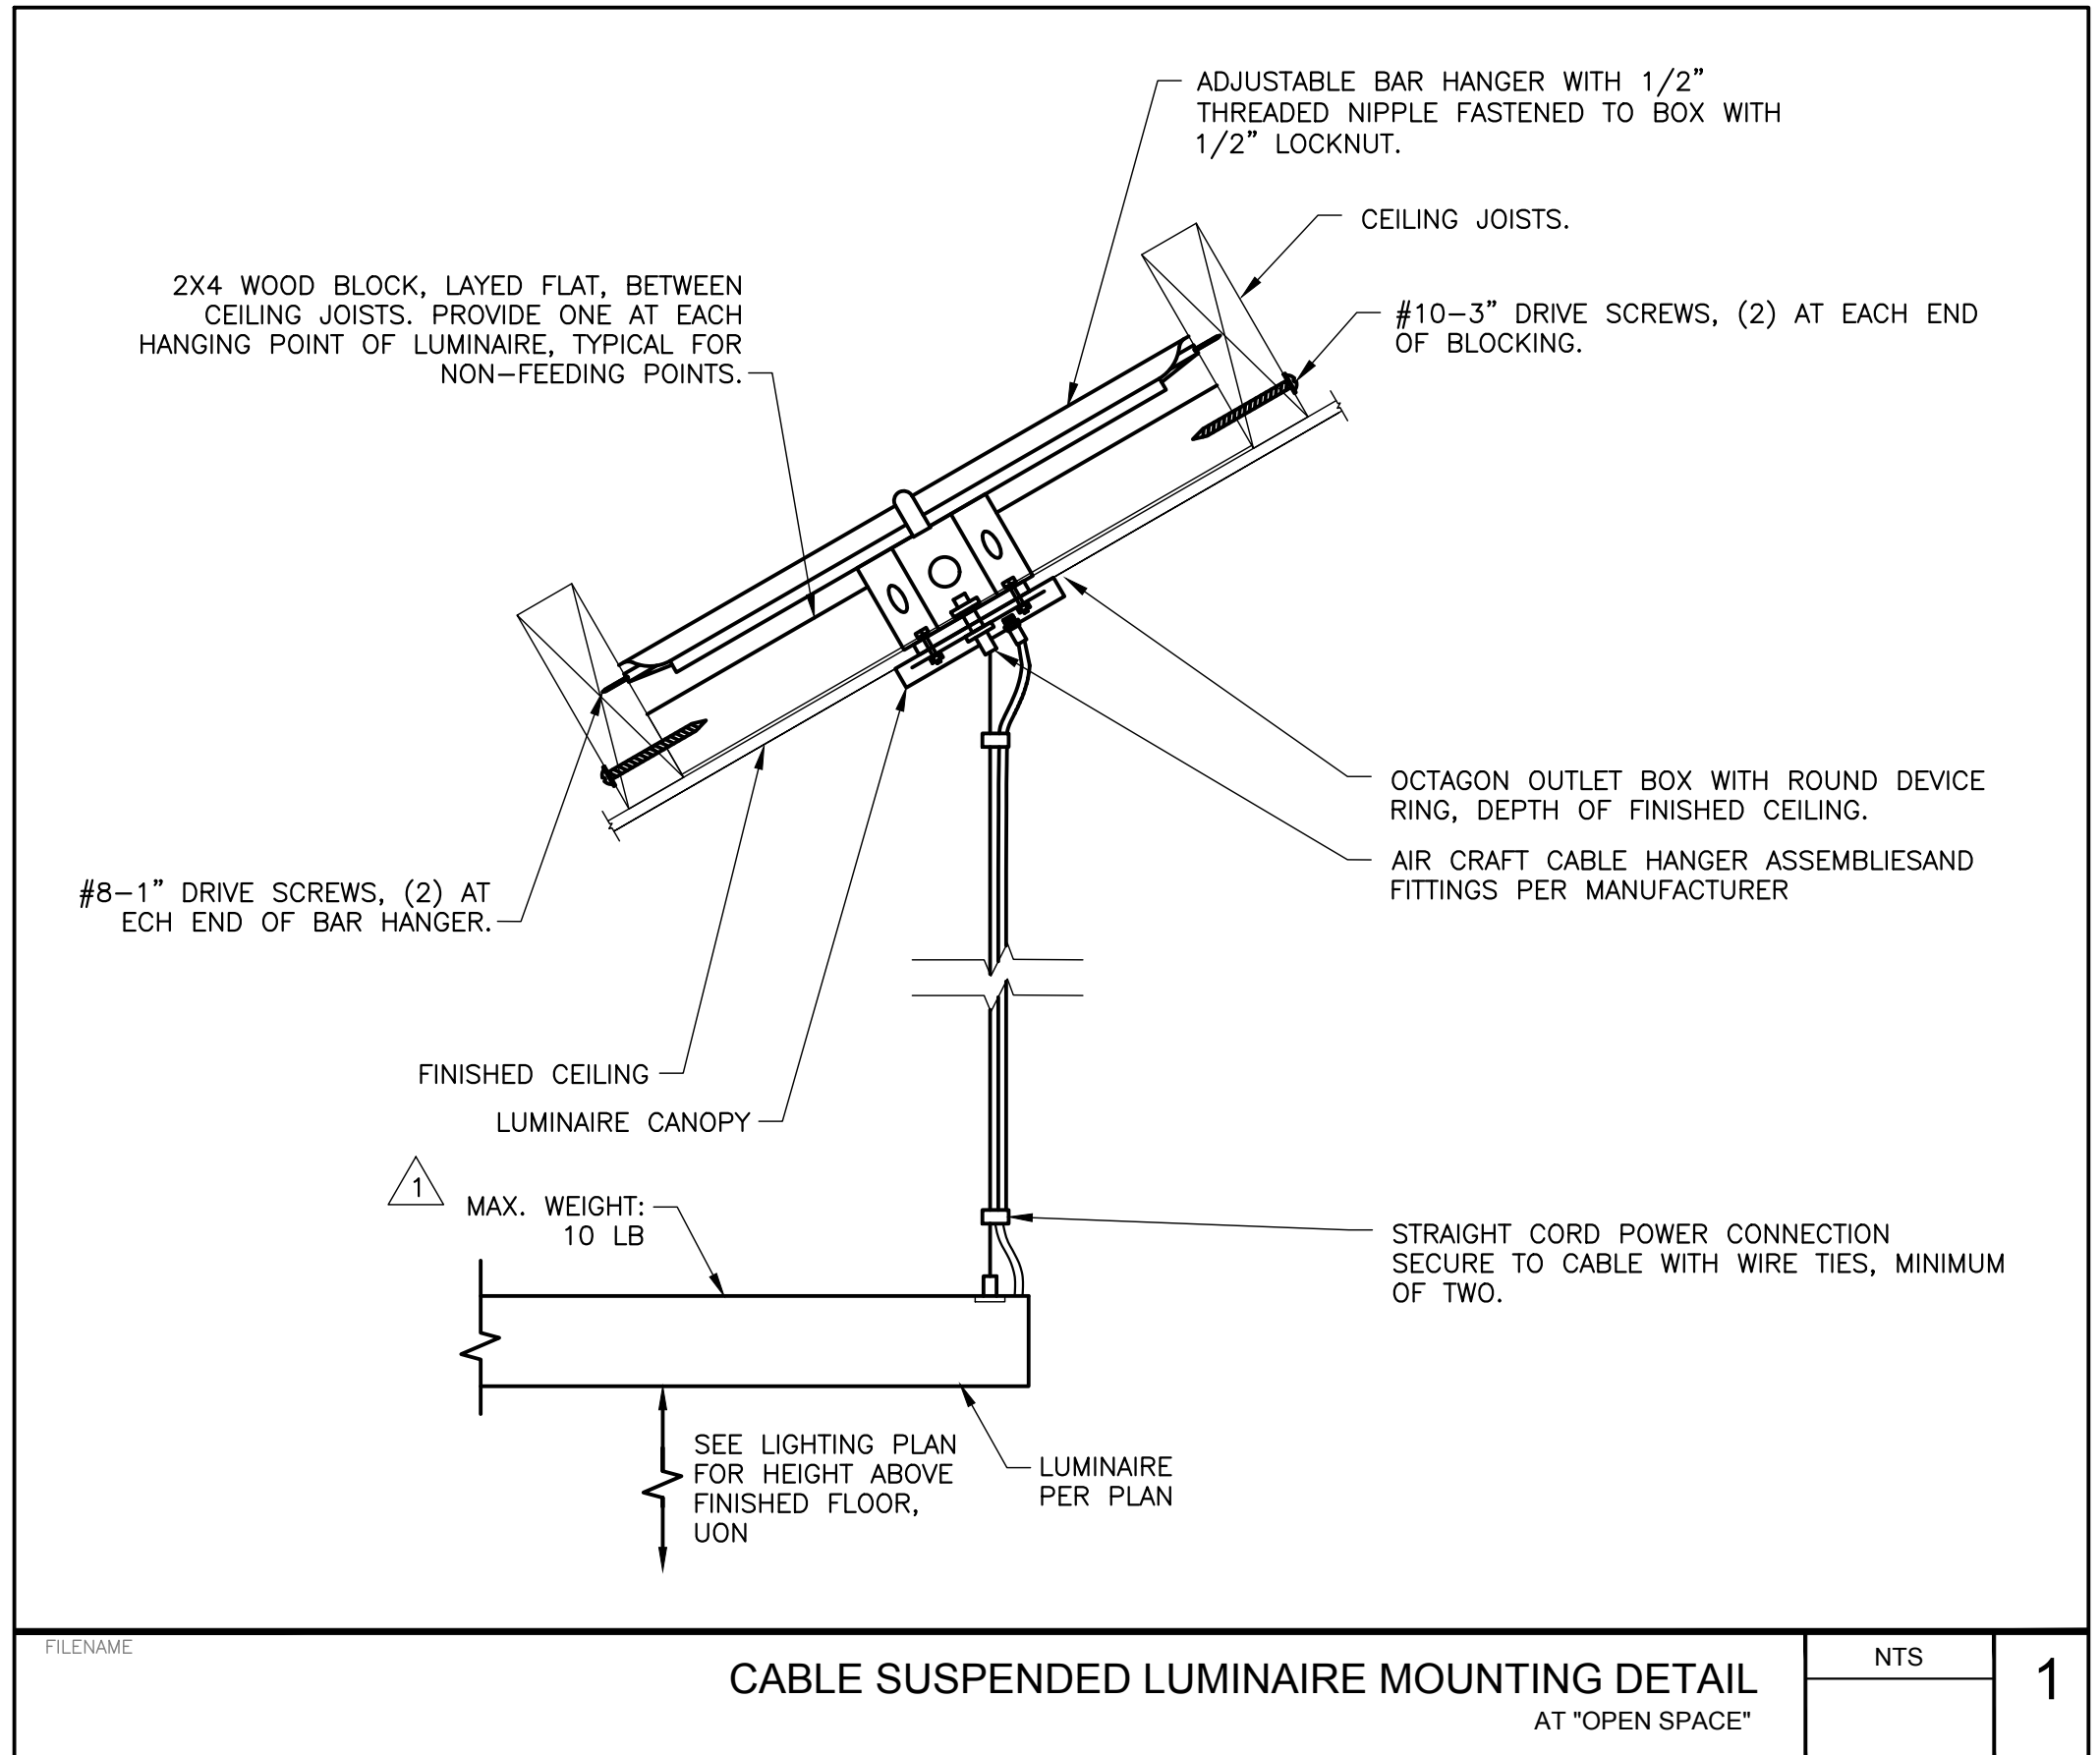 ADJUSTABLE BAR HANGER WITH 1/2”
THREADED NIPPLE FASTENED TO BOX WITH
1/2” LOCKNUT.
CEILING JOISTS.
2X4 WOOD BLOCK, LAYED FLAT, BETWEEN
CEILING JOISTS. PROVIDE ONE AT EACH
HANGING POINT OF LUMINAIRE, TYPICAL FOR
NON-FEEDING POINTS.
#10-3” DRIVE SCREWS, (2) AT EACH END
OF BLOCKING.
OCTAGON OUTLET BOX WITH ROUND DEVICE
RING, DEPTH OF FINISHED CEILING.
AIR CRAFT CABLE HANGER ASSEMBLIESAND
FITTINGS PER MANUFACTURER
#8-1” DRIVE SCREWS, (2) AT
ECH END OF BAR HANGER.
FINISHED CEILING
LUMINAIRE CANOPY
1
MAX. WEIGHT:
10 LB
STRAIGHT CORD POWER CONNECTION
SECURE TO CABLE WITH WIRE TIES, MINIMUM
OF TWO.
SEE LIGHTING PLAN
FOR HEIGHT ABOVE
FINISHED FLOOR,
UON
LUMINAIRE
PER PLAN
FILENAME
CABLE SUSPENDED LUMINAIRE MOUNTING DETAIL
AT "OPEN SPACE"
NTS
1